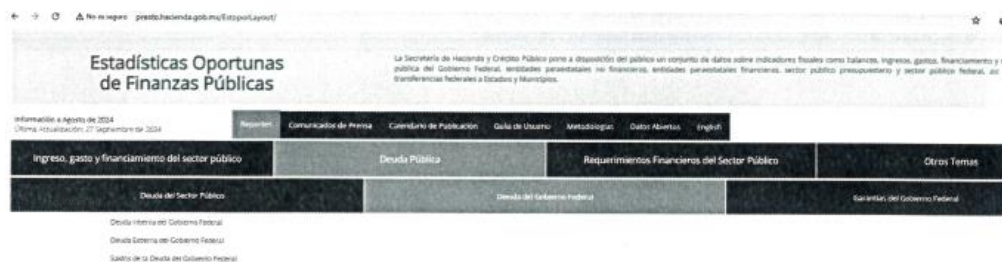 No es seguro presto.hacienda.gob.mx/EstoporLayout/
Estadísticas Oportunas
de Finanzas Públicas
La Secretaría de Hacienda y Crédito Público pone a disposición del público un conjunto de datos sobre indicadores fiscales como balances, ingresos, gastos, financiamiento y
pública del Gobierno Federal, entidades paraestatales no financieras, entidades paraestatales financieras, sector público presupuestario y sector público federal, as
transferencias federales a Estados y Municipios.
Información a Agosto de 2024
Última Actualización: 27 Septiembre de 2024
Reportes Comunicados de Prensa Calendario de Publicación Guía de Usuario Metodologías Datos Abiertos English
Ingreso, gasto y financiamiento del sector público Deuda Pública Requerimientos Financieros del Sector Público Otros Temas
Deuda del Sector Público Deuda del Gobierno Federal Garantías del Gobierno Federal
Deuda Interna del Gobierno Federal
Deuda Externa del Gobierno Federal
Saldos de la Deuda del Gobierno Federal